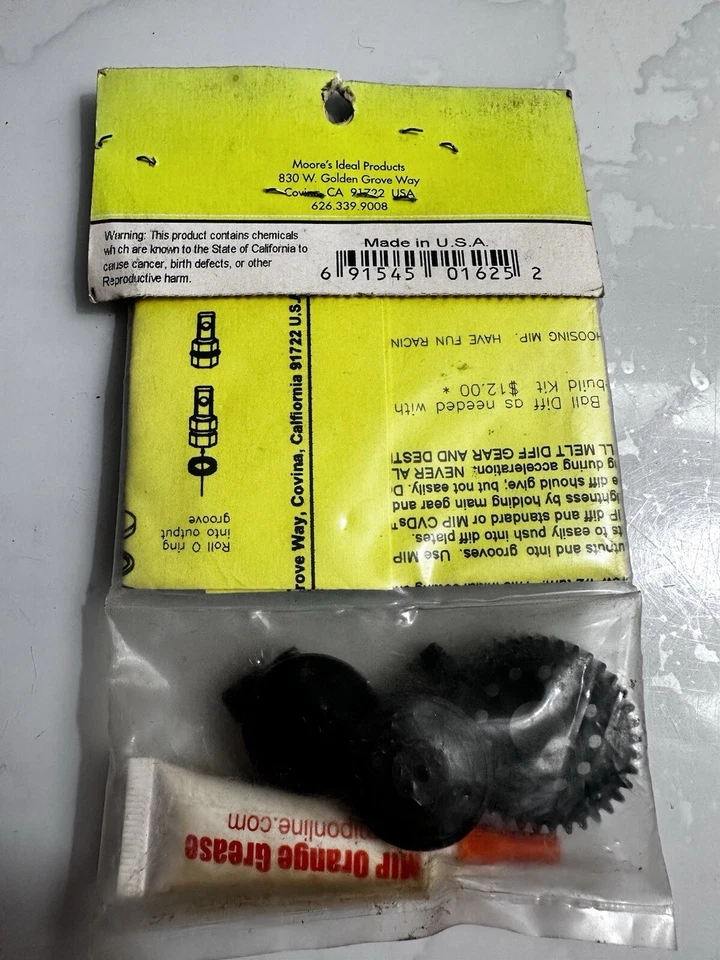 Moore's Ideal Products
830 W. Golden Grove Way
Covina, CA 91722 USA
626.339.9008
Warning: This product contains chemicals
which are known to the State of California to
cause cancer, birth defects, or other
Reproductive harm.
Made in U.S.A.
6 91545 01625 2
rove Way, Covina, Calfiornia 91722 U.S.A
Roll O ring
into output
groove
utnuts and into grooves. Use MIP
ts to easily push into diff plates.
IP diff and standard or MIP CVDs
ightness by holding main gear and
e diff should give; but not easily. D
g during acceleration. NEVER AL
LL MELT DIFF GEAR AND DESTI
Ball Diff as needed with
build Kit $12.00 *
HOOSING MIP. HAVE FUN RACIN
MIP Orange Grease
miponline.com